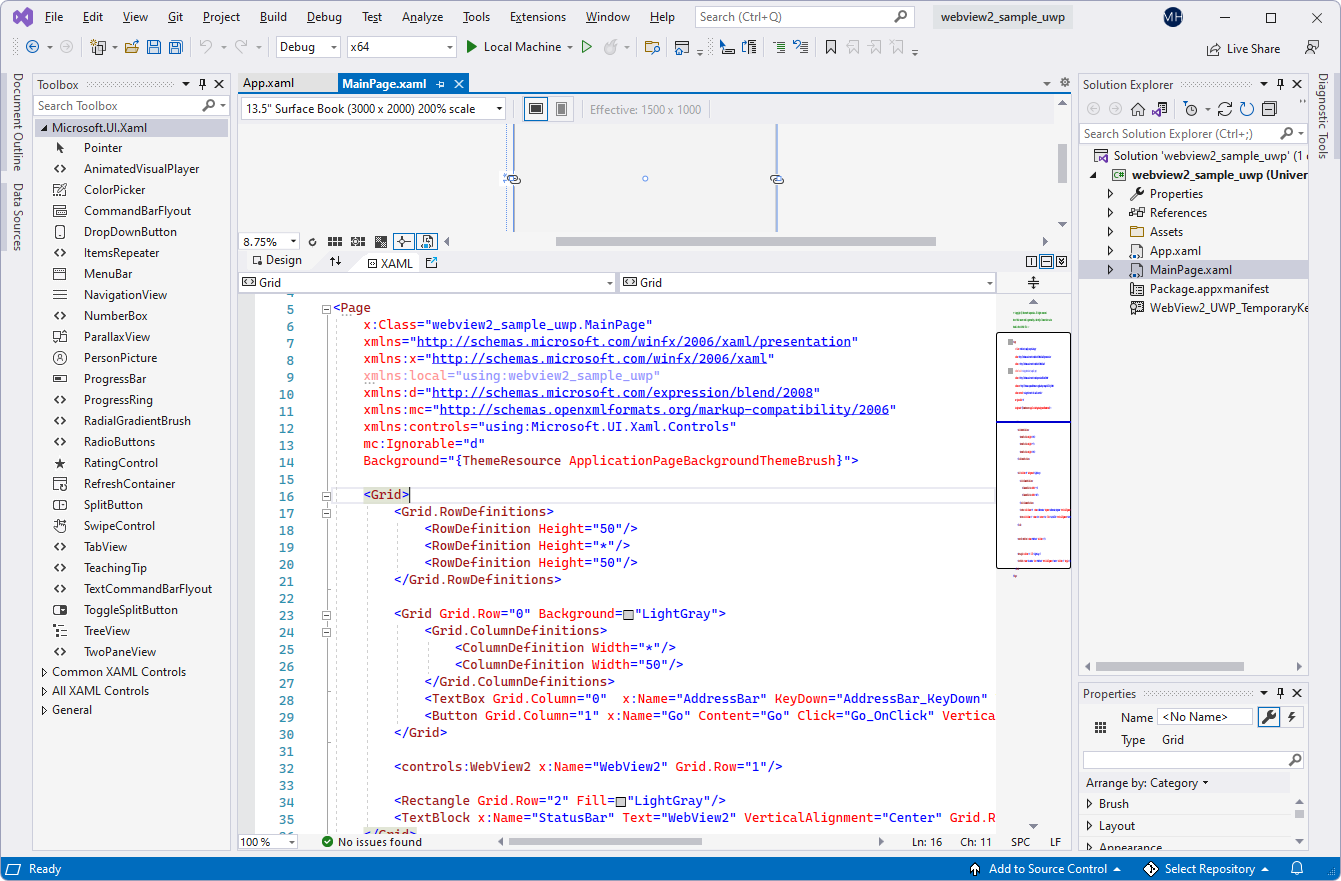 File Edit View Git Project Build Debug Test Analyze Tools Extensions Window Help Search (Ctrl+Q) webview2_sample_uwp MH
Debug x64 Local Machine Live Share
Document Outline
Data Sources
Toolbox
Search Toolbox
Microsoft.UI.Xaml
Pointer
AnimatedVisualPlayer
ColorPicker
CommandBarFlyout
DropDownButton
ItemsRepeater
MenuBar
NavigationView
NumberBox
ParallaxView
PersonPicture
ProgressBar
ProgressRing
RadialGradientBrush
RadioButtons
RatingControl
RefreshContainer
SplitButton
SwipeControl
TabView
TeachingTip
TextCommandBarFlyout
ToggleSplitButton
TreeView
TwoPaneView
Common XAML Controls
All XAML Controls
General
App.xaml MainPage.xaml
13.5" Surface Book (3000 x 2000) 200% scale Effective: 1500 x 1000
8.75%
Design XAML
Grid Grid
5 <Page
6 x:Class="webview2_sample_uwp.MainPage"
7 xmlns="http://schemas.microsoft.com/winfx/2006/xaml/presentation"
8 xmlns:x="http://schemas.microsoft.com/winfx/2006/xaml"
9 xmlns:local="using:webview2_sample_uwp"
10 xmlns:d="http://schemas.microsoft.com/expression/blend/2008"
11 xmlns:mc="http://schemas.openxmlformats.org/markup-compatibility/2006"
12 xmlns:controls="using:Microsoft.UI.Xaml.Controls"
13 mc:Ignorable="d"
14 Background="{ThemeResource ApplicationPageBackgroundThemeBrush}">
15
16 <Grid>
17 <Grid.RowDefinitions>
18 <RowDefinition Height="50"/>
19 <RowDefinition Height="*"/>
20 <RowDefinition Height="50"/>
21 </Grid.RowDefinitions>
22
23 <Grid Grid.Row="0" Background="LightGray">
24 <Grid.ColumnDefinitions>
25 <ColumnDefinition Width="*"/>
26 <ColumnDefinition Width="50"/>
27 </Grid.ColumnDefinitions>
28 <TextBox Grid.Column="0"  x:Name="AddressBar" KeyDown="AddressBar_KeyDown"
29 <Button Grid.Column="1" x:Name="Go" Content="Go" Click="Go_OnClick" Vertica
30 </Grid>
31
32 <controls:WebView2 x:Name="WebView2" Grid.Row="1"/>
33
34 <Rectangle Grid.Row="2" Fill="LightGray"/>
35 <TextBlock x:Name="StatusBar" Text="WebView2" VerticalAlignment="Center" Grid.R
</Grid>
100 % No issues found Ln: 16 Ch: 11 SPC LF
Solution Explorer
Search Solution Explorer (Ctrl+;)
Solution 'webview2_sample_uwp' (1 c
webview2_sample_uwp (Univer
Properties
References
Assets
App.xaml
MainPage.xaml
Package.appxmanifest
WebView2_UWP_TemporaryKe
Diagnostic Tools
Properties
Name <No Name>
Type Grid
Arrange by: Category
Brush
Layout
Appearance
Ready Add to Source Control Select Repository